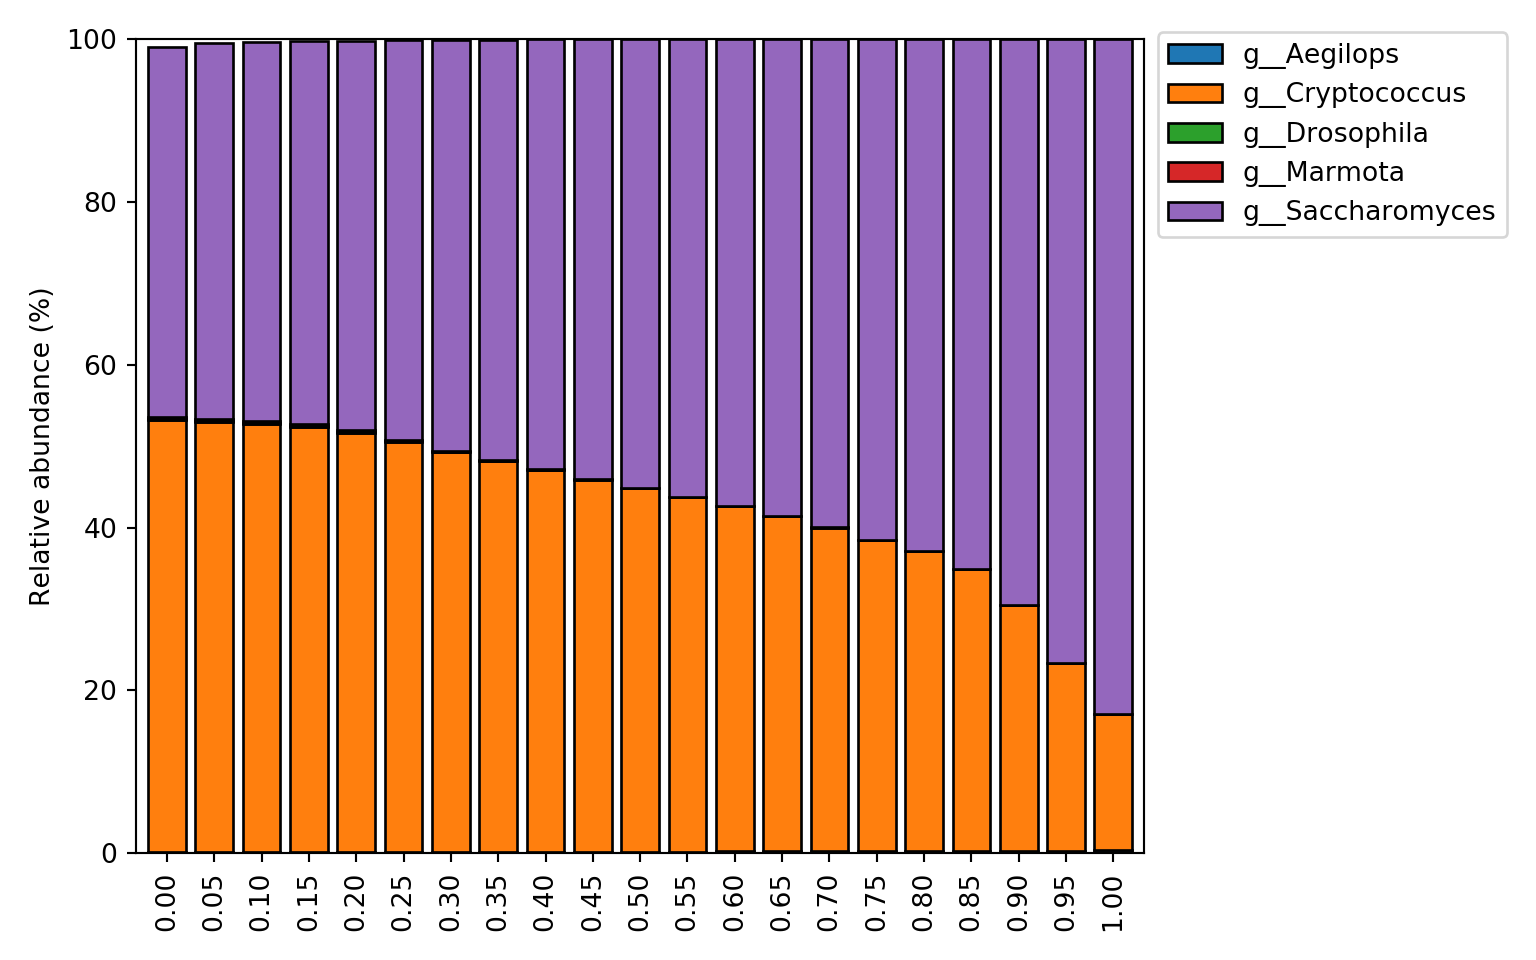 100
80
60
40
20
0
Relative abundance (%)
0.00 0.05 0.10 0.15 0.20 0.25 0.30 0.35 0.40 0.45 0.50 0.55 0.60 0.65 0.70 0.75 0.80 0.85 0.90 0.95 1.00
g__Aegilops
g__Cryptococcus
g__Drosophila
g__Marmota
g__Saccharomyces